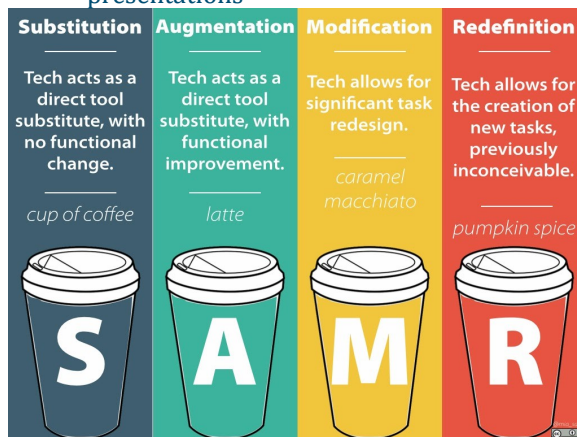 presentations
Substitution
Tech acts as a
direct tool
substitute, with
no functional
change.
cup of coffee
S
Augmentation
Tech acts as a
direct tool
substitute, with
functional
improvement.
latte
A
Modification
Tech allows for
significant task
redesign.
caramel
macchiato
M
Redefinition
Tech allows for
the creation of
new tasks,
previously
inconceivable.
pumpkin spice
R